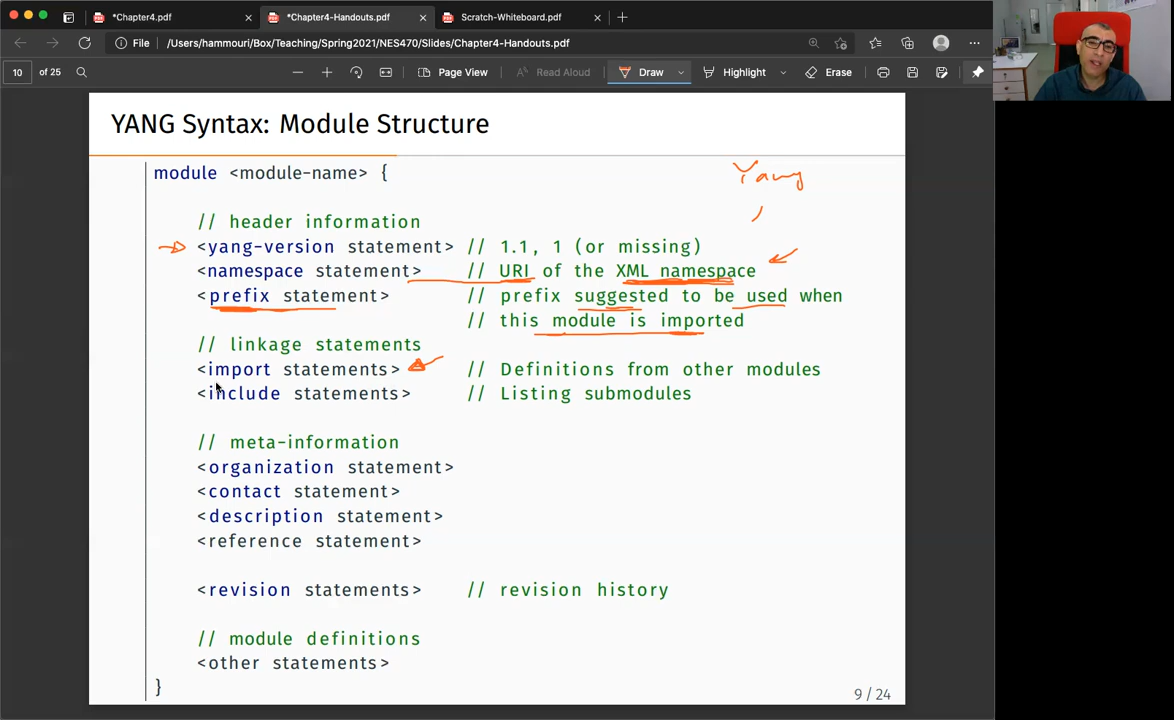 *Chapter4.pdf
*Chapter4-Handouts.pdf
Scratch-Whiteboard.pdf
File
/Users/hammouri/Box/Teaching/Spring2021/NES470/Slides/Chapter4-Handouts.pdf
10 of 25
Page View
Read Aloud
Draw
Highlight
Erase
YANG Syntax: Module Structure
module <module-name> {
Yang
// header information
<yang-version statement> // 1.1, 1 (or missing)
<namespace statement> // URI of the XML namespace
<prefix statement> // prefix suggested to be used when
// this module is imported
// linkage statements
<import statements> // Definitions from other modules
<include statements> // Listing submodules
// meta-information
<organization statement>
<contact statement>
<description statement>
<reference statement>
<revision statements> // revision history
// module definitions
<other statements>
}
9 / 24